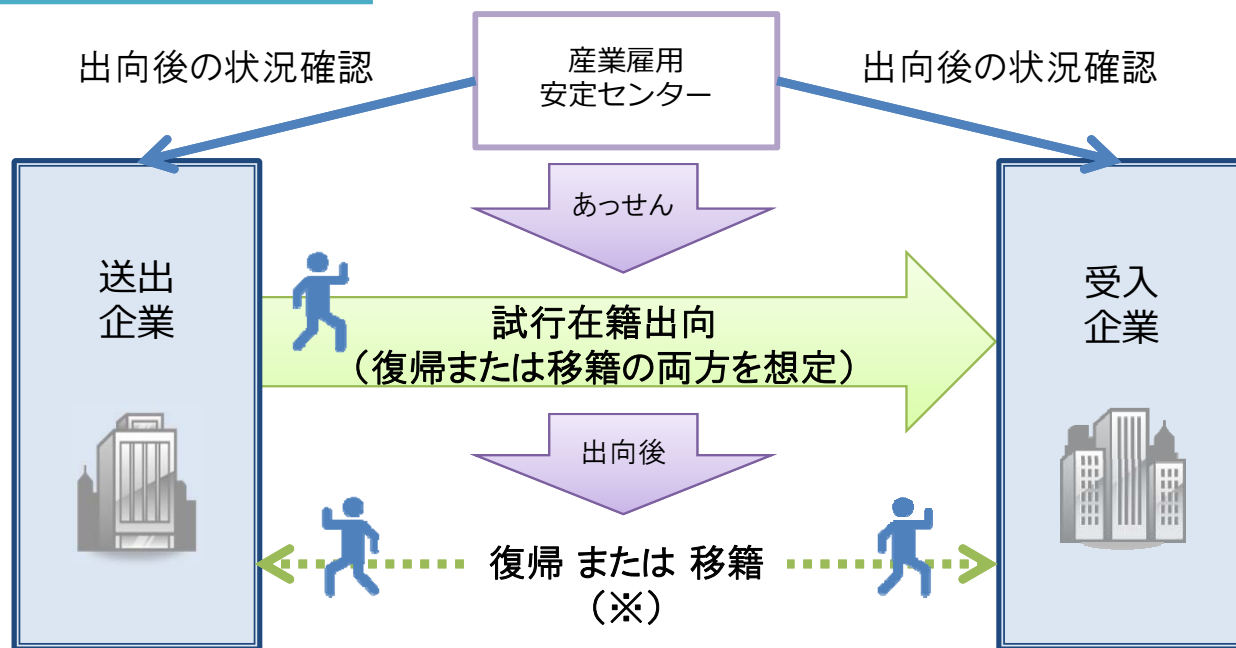 出向後の状況確認
産業雇用
安定センター
出向後の状況確認
あっせん
送出
企業
試行在籍出向
（復帰または移籍の両方を想定）
受入
企業
出向後
復帰 または 移籍
（※）